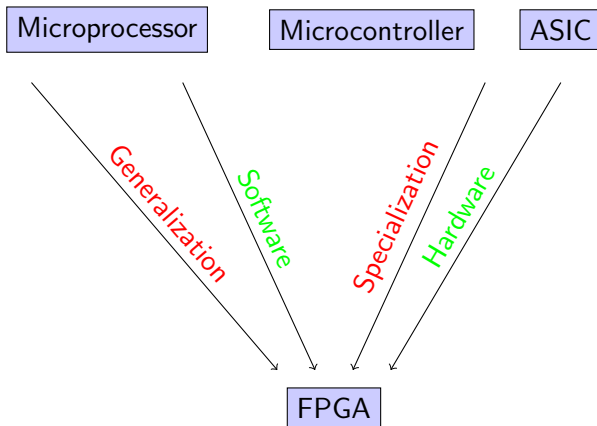 Microprocessor
Microcontroller
ASIC
Generalization
Software
Specialization
Hardware
FPGA